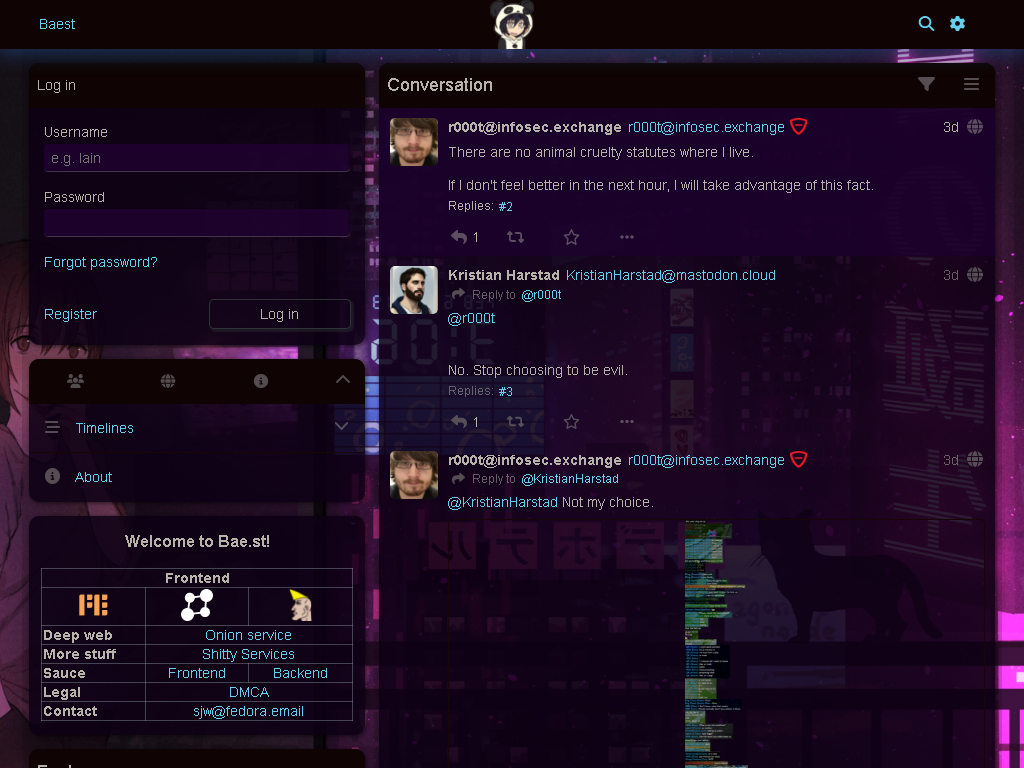 Baest
Log in
Username
e.g. lain
Password
Forgot password?
Register
Log in
Timelines
About
Welcome to Bae.st!
Frontend
Deep web Onion service
More stuff Shitty Services
Sauce Frontend Backend
Legal DMCA
Contact sjw@fedora.email
Conversation
r000t@infosec.exchange r000t@infosec.exchange 3d
There are no animal cruelty statutes where I live.
If I don't feel better in the next hour, I will take advantage of this fact.
Replies: #2
1
Kristian Harstad KristianHarstad@mastodon.cloud 3d
Reply to @r000t
@r000t
No. Stop choosing to be evil.
Replies: #3
1
r000t@infosec.exchange r000t@infosec.exchange 3d
Reply to @KristianHarstad
@KristianHarstad Not my choice.